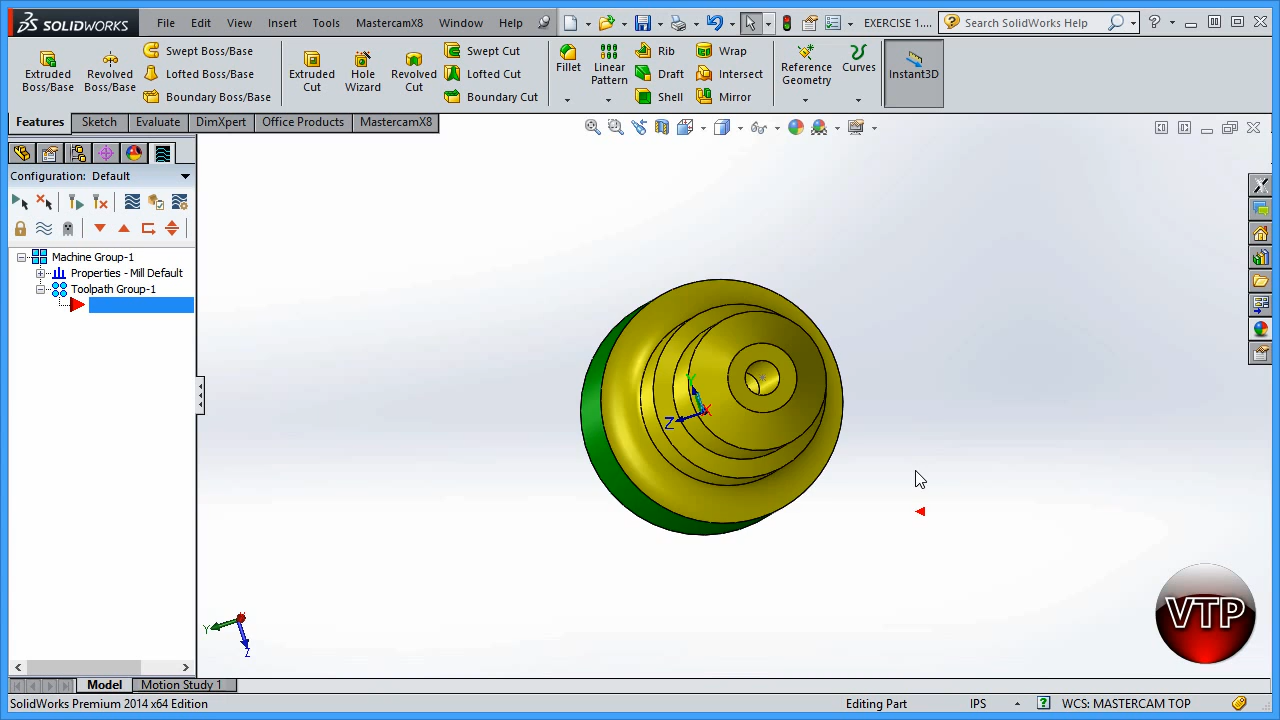 SOLIDWORKS File Edit View Insert Tools MastercamX8 Window Help EXERCISE 1.... Search SolidWorks Help
Extruded Boss/Base
Revolved Boss/Base
Swept Boss/Base
Lofted Boss/Base
Boundary Boss/Base
Extruded Cut
Hole Wizard
Revolved Cut
Swept Cut
Lofted Cut
Boundary Cut
Fillet
Linear Pattern
Rib
Draft
Shell
Wrap
Intersect
Mirror
Reference Geometry
Curves
Instant3D
Features Sketch Evaluate DimXpert Office Products MastercamX8
Configuration: Default
Machine Group-1
Properties - Mill Default
Toolpath Group-1
Y
Z X
Y
Z
VTP
Model Motion Study 1
SolidWorks Premium 2014 x64 Edition Editing Part IPS WCS: MASTERCAM TOP